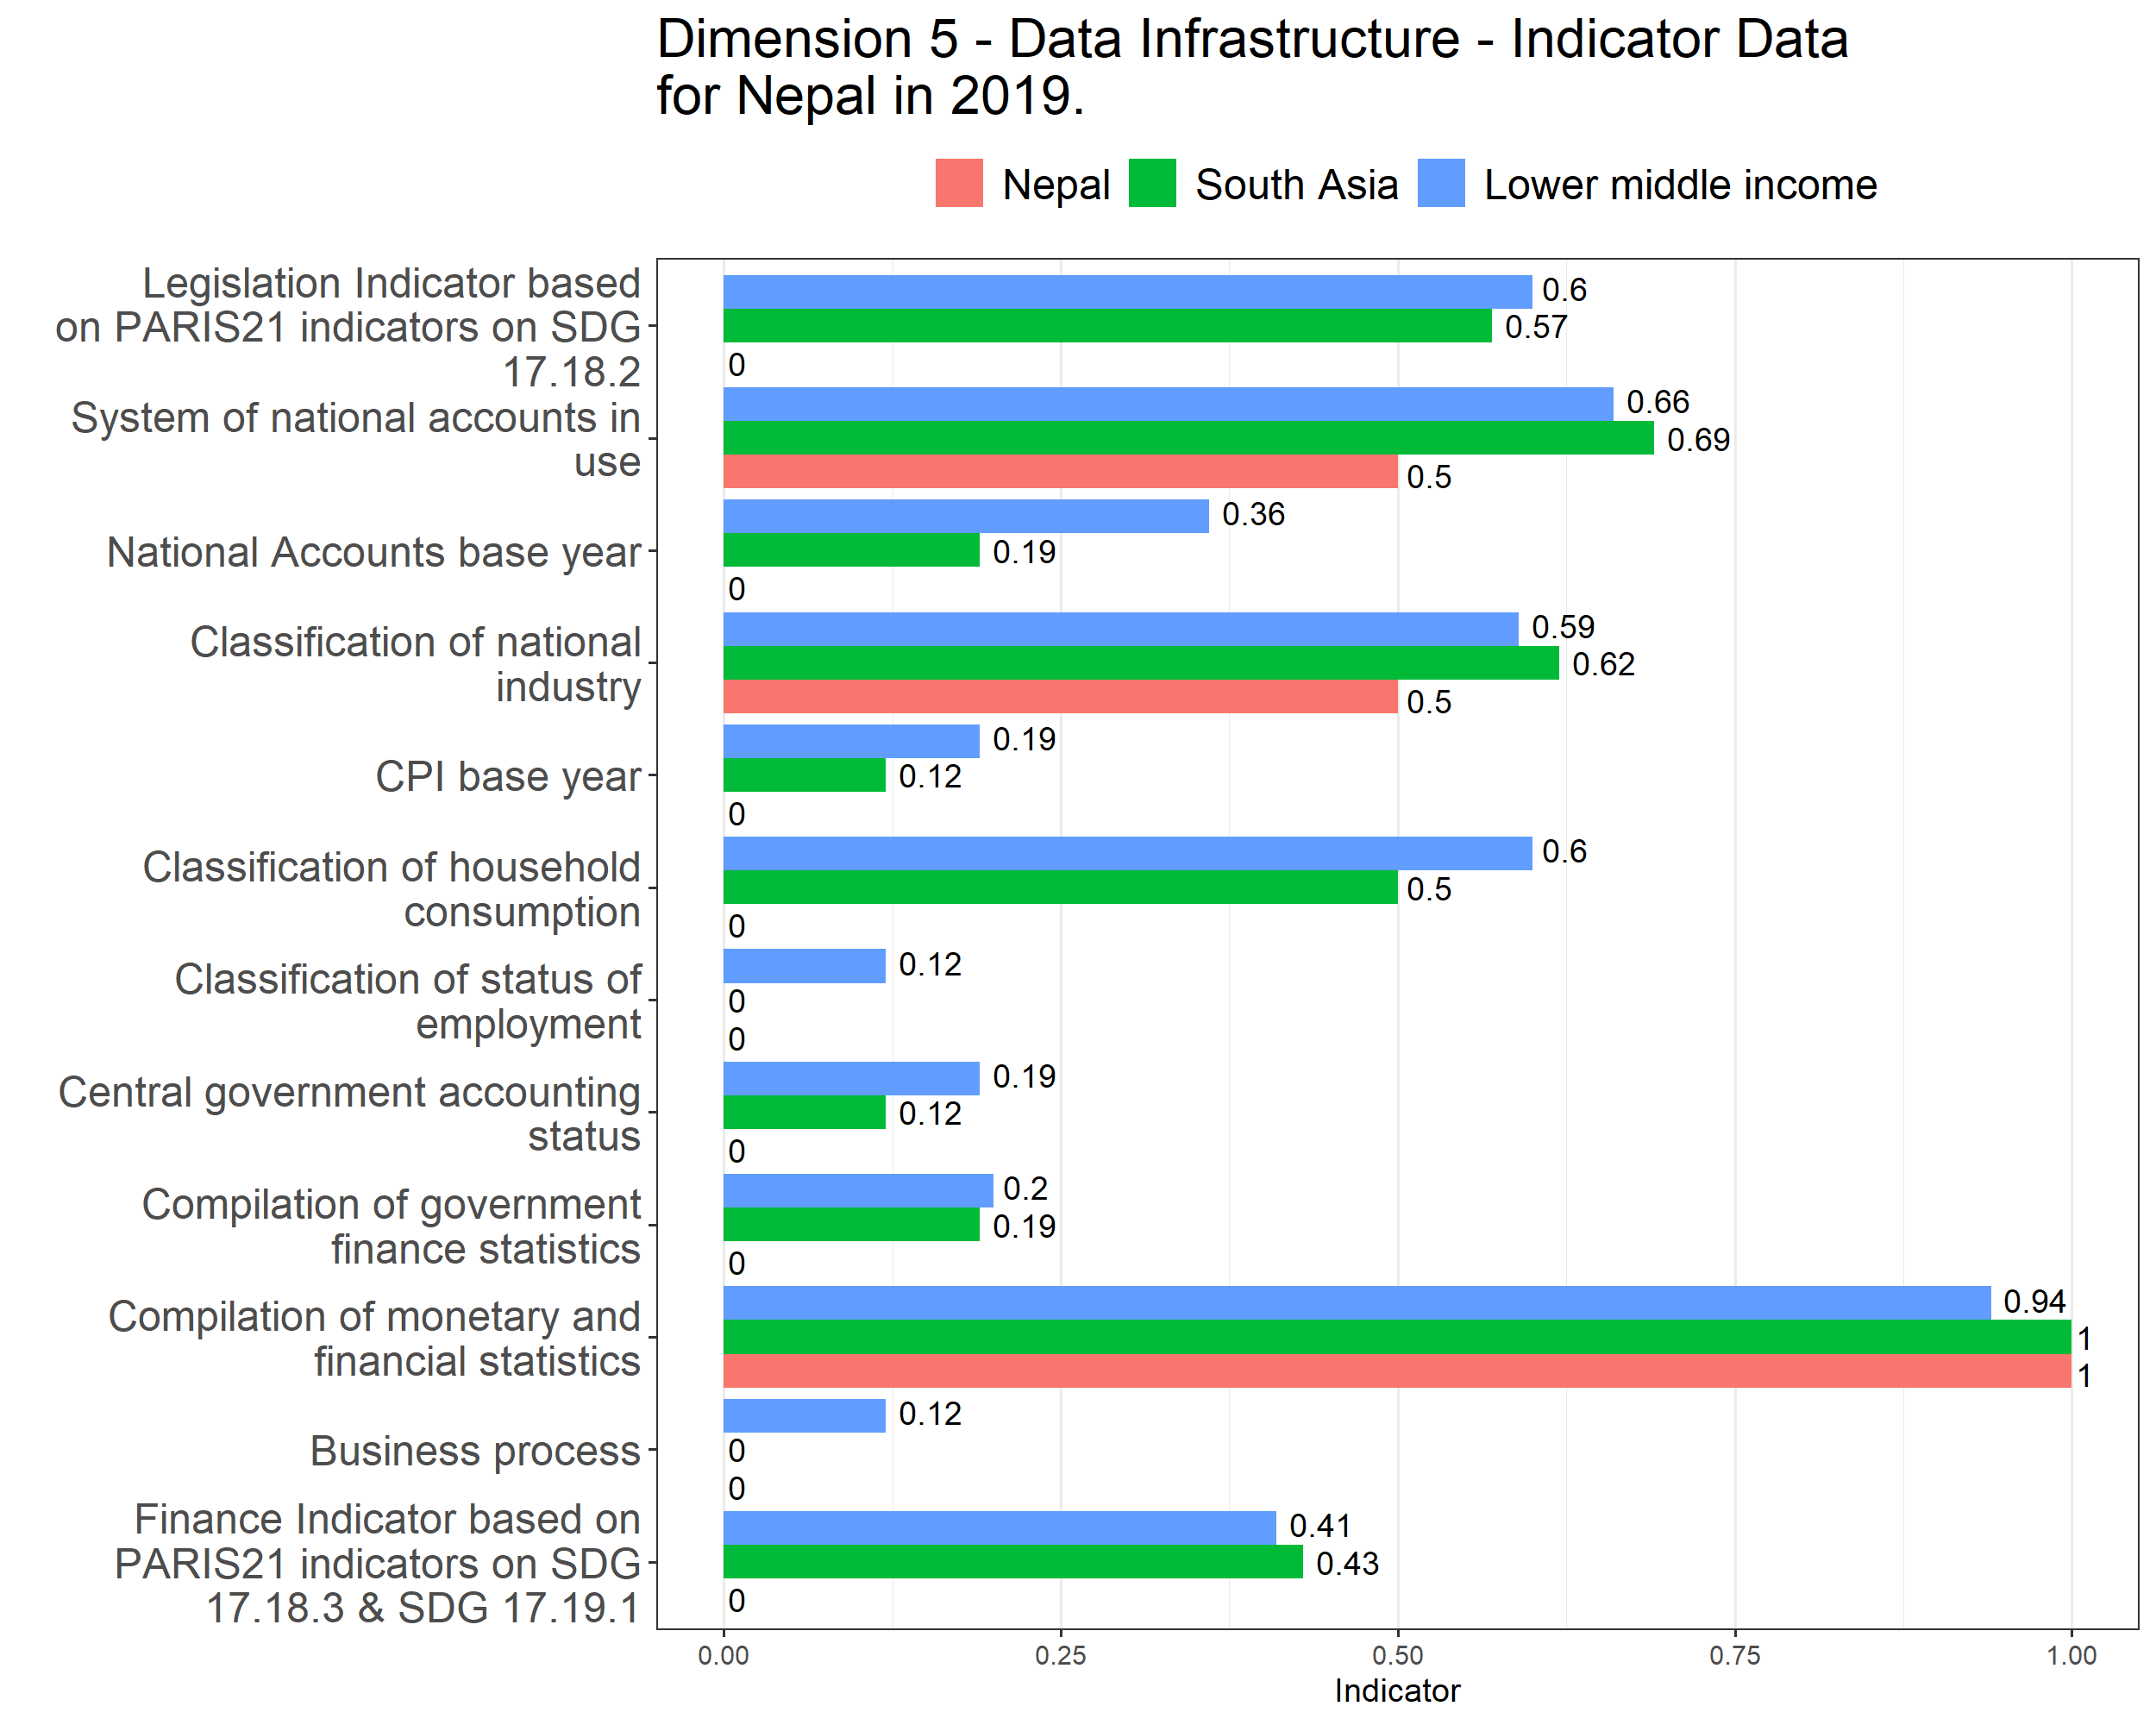 Dimension 5 - Data Infrastructure - Indicator Data
for Nepal in 2019.
Nepal South Asia Lower middle income
Legislation Indicator based
on PARIS21 indicators on SDG
17.18.2
0.6
0.57
0
System of national accounts in
use
0.66
0.69
0.5
National Accounts base year
0.36
0.19
0
Classification of national
industry
0.59
0.62
0.5
CPI base year
0.19
0.12
0
Classification of household
consumption
0.6
0.5
0
Classification of status of
employment
0.12
0
0
Central government accounting
status
0.19
0.12
0
Compilation of government
finance statistics
0.2
0.19
0
Compilation of monetary and
financial statistics
0.94
1
1
Business process
0.12
0
0
Finance Indicator based on
PARIS21 indicators on SDG
17.18.3 & SDG 17.19.1
0.41
0.43
0
0.00 0.25 0.50 0.75 1.00
Indicator